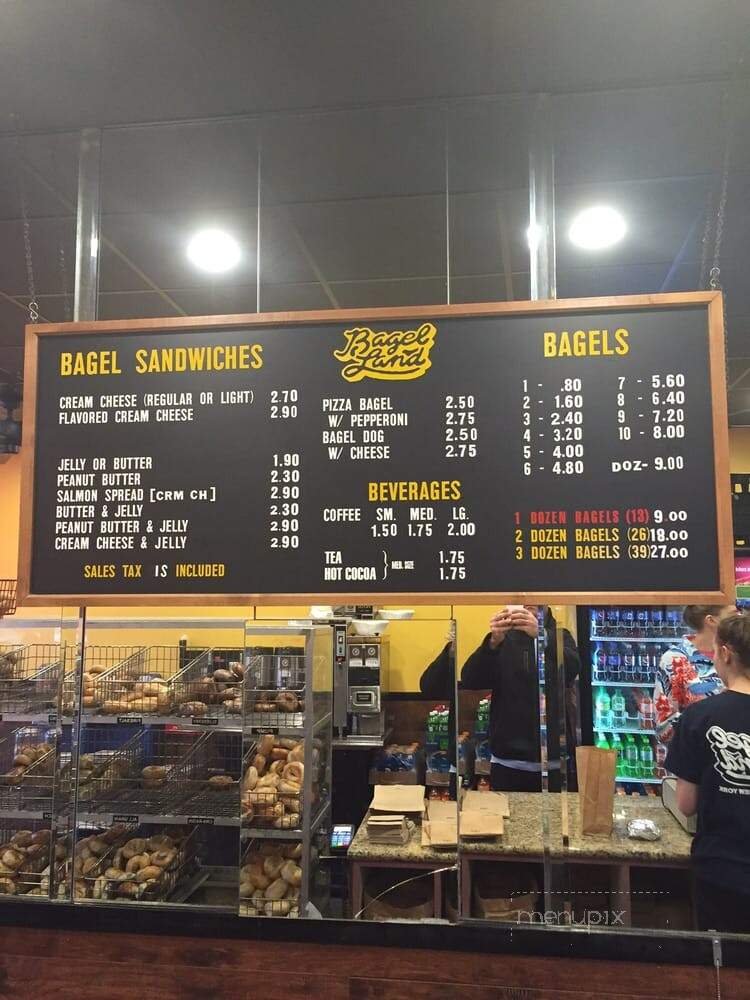 BAGEL SANDWICHES
CREAM CHEESE (REGULAR OR LIGHT) 2.70
FLAVORED CREAM CHEESE 2.90
JELLY OR BUTTER 1.90
PEANUT BUTTER 2.30
SALMON SPREAD [CRM CH] 2.90
BUTTER & JELLY 2.30
PEANUT BUTTER & JELLY 2.90
CREAM CHEESE & JELLY 2.90
SALES TAX IS INCLUDED
Bagel
Land
PIZZA BAGEL 2.50
W/ PEPPERONI 2.75
BAGEL DOG 2.50
W/ CHEESE 2.75
BEVERAGES
COFFEE SM. MED. LG.
1.50 1.75 2.00
TEA 1.75
HOT COCOA } MED. SIZE 1.75
BAGELS
1 - .80 7 - 5.60
2 - 1.60 8 - 6.40
3 - 2.40 9 - 7.20
4 - 3.20 10 - 8.00
5 - 4.00
6 - 4.80 DOZ- 9.00
1 DOZEN BAGELS (13) 9.00
2 DOZEN BAGELS (26) 18.00
3 DOZEN BAGELS (39) 27.00
menupix